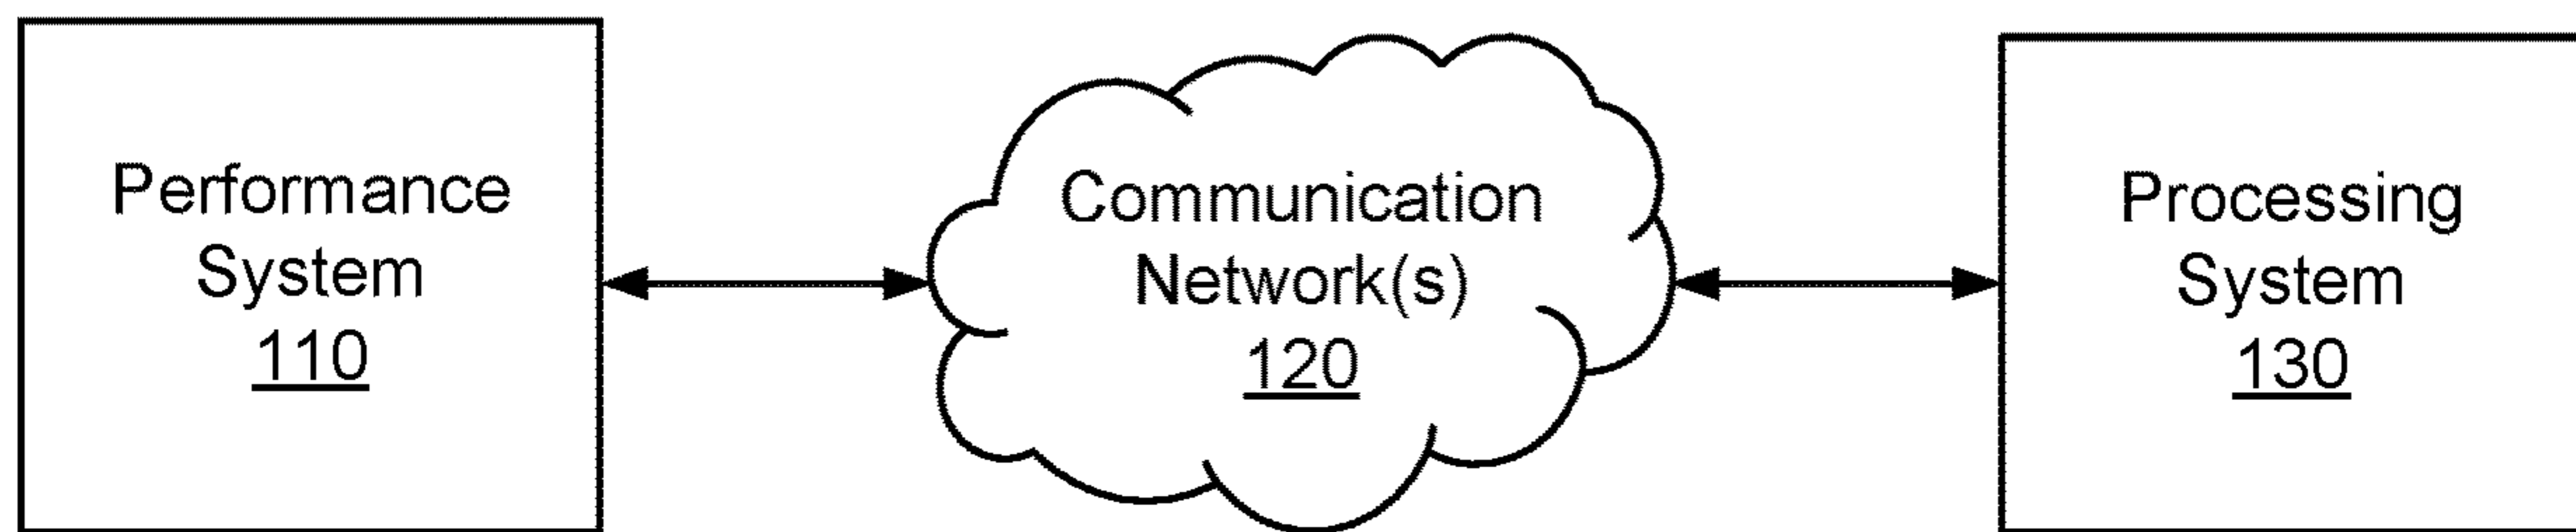 Performance
System
110
Communication
Network(s)
120
Processing
System
130